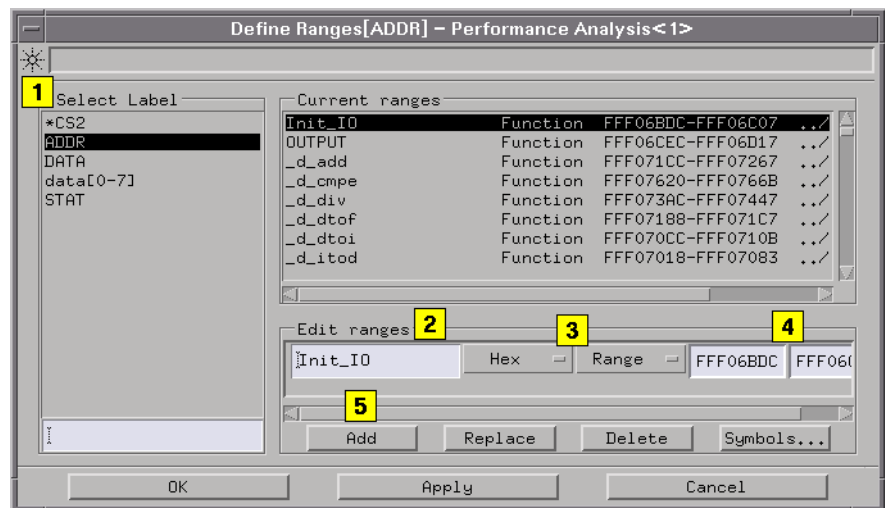 Define Ranges[ADDR] – Performance Analysis<1>
1
Select Label
*CS2
ADDR
DATA
data[0-7]
STAT
Current ranges
Init_IO Function FFF06BDC-FFF06C07 ../
OUTPUT Function FFF06CEC-FFF06D17 ../
_d_add Function FFF071CC-FFF07267 ../
_d_cmpe Function FFF07620-FFF0766B ../
_d_div Function FFF073AC-FFF07447 ../
_d_dtof Function FFF07188-FFF071C7 ../
_d_dtoi Function FFF070CC-FFF0710B ../
_d_itod Function FFF07018-FFF07083 ../
Edit ranges 2 3 4
Init_IO Hex Range FFF06BDC FFF06
5
Add Replace Delete Symbols...
OK Apply Cancel